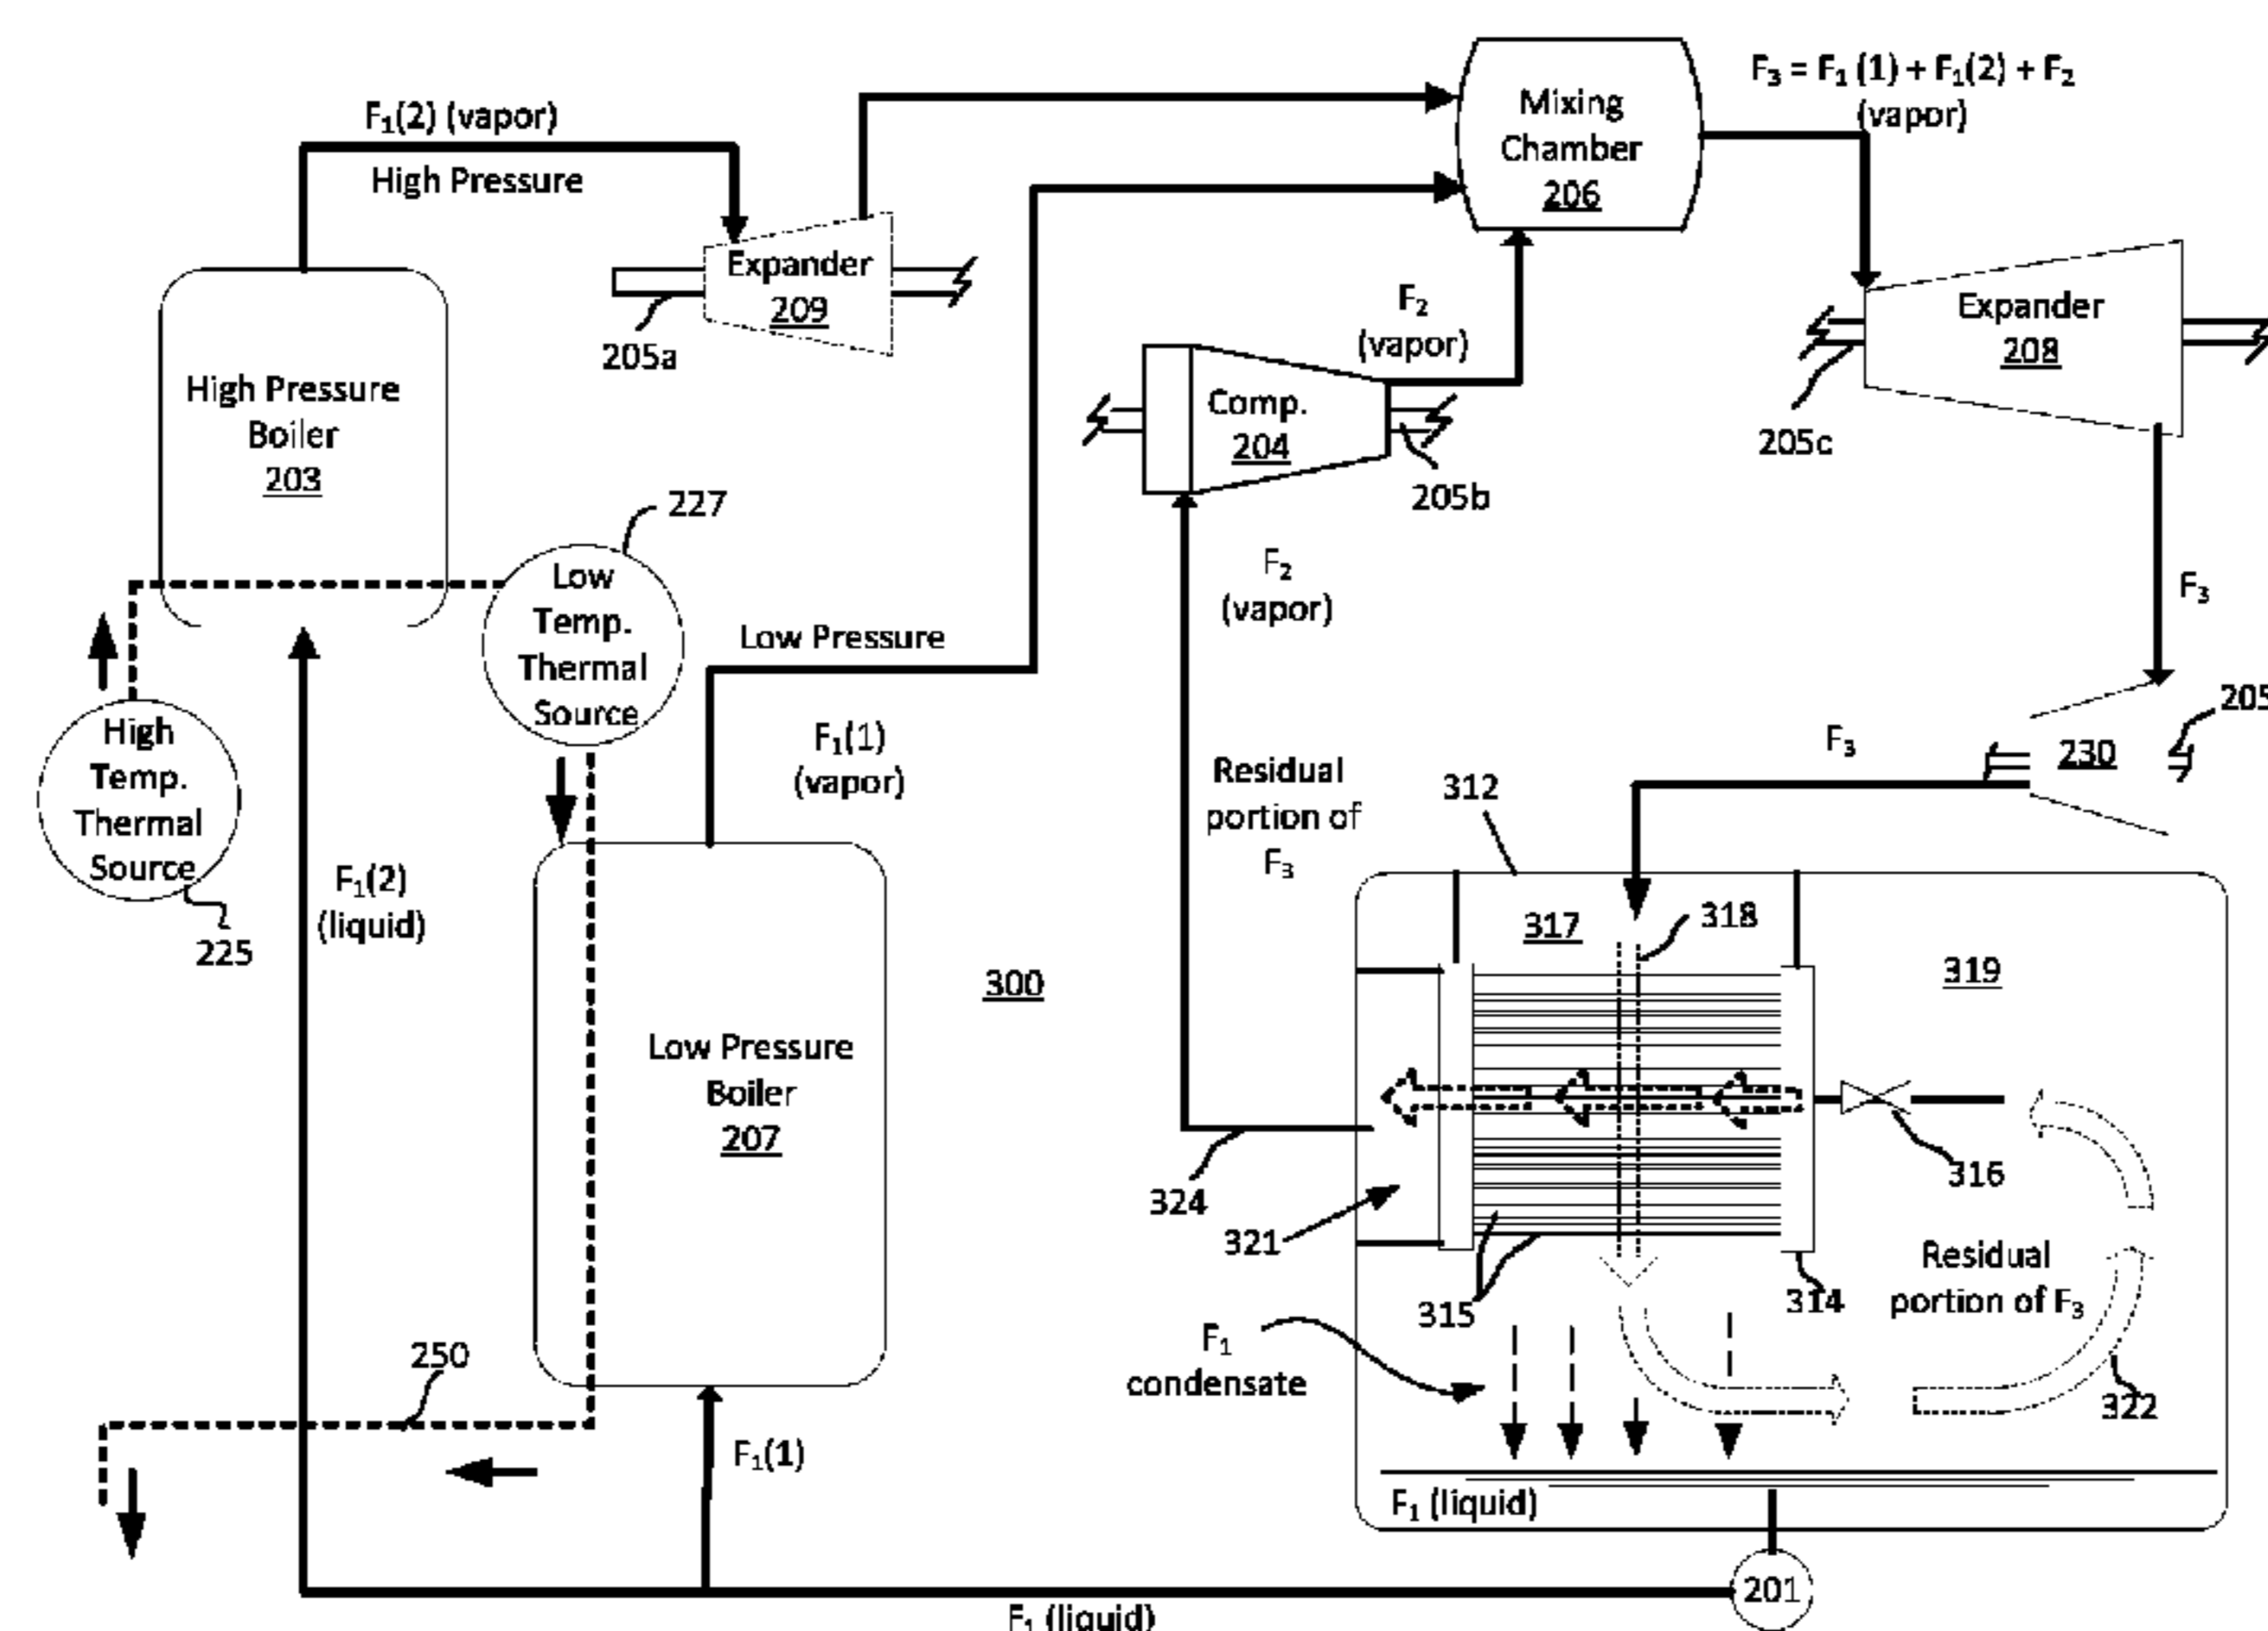 F₃ = F₁ (1) + F₁(2) + F₂
(vapor)
Mixing
Chamber
206
F₁(2) (vapor)
High Pressure
Expander
209
205a
F₂
(vapor)
Expander
208
205c
High Pressure
Boiler
203
Comp.
204
205b
227
Low
Temp.
Thermal
Source
F₂
(vapor)
F₃
Low Pressure
High
Temp.
Thermal
Source
225
F₁(1)
(vapor)
Residual
portion of
F₃
F₃
230
205
312
F₁(2)
(liquid)
317
318
319
300
Low Pressure
Boiler
207
316
324
321
315
314
Residual
portion of F₃
322
F₁
condensate
250
F₁(1)
F₁ (liquid)
201
F₁ (liquid)